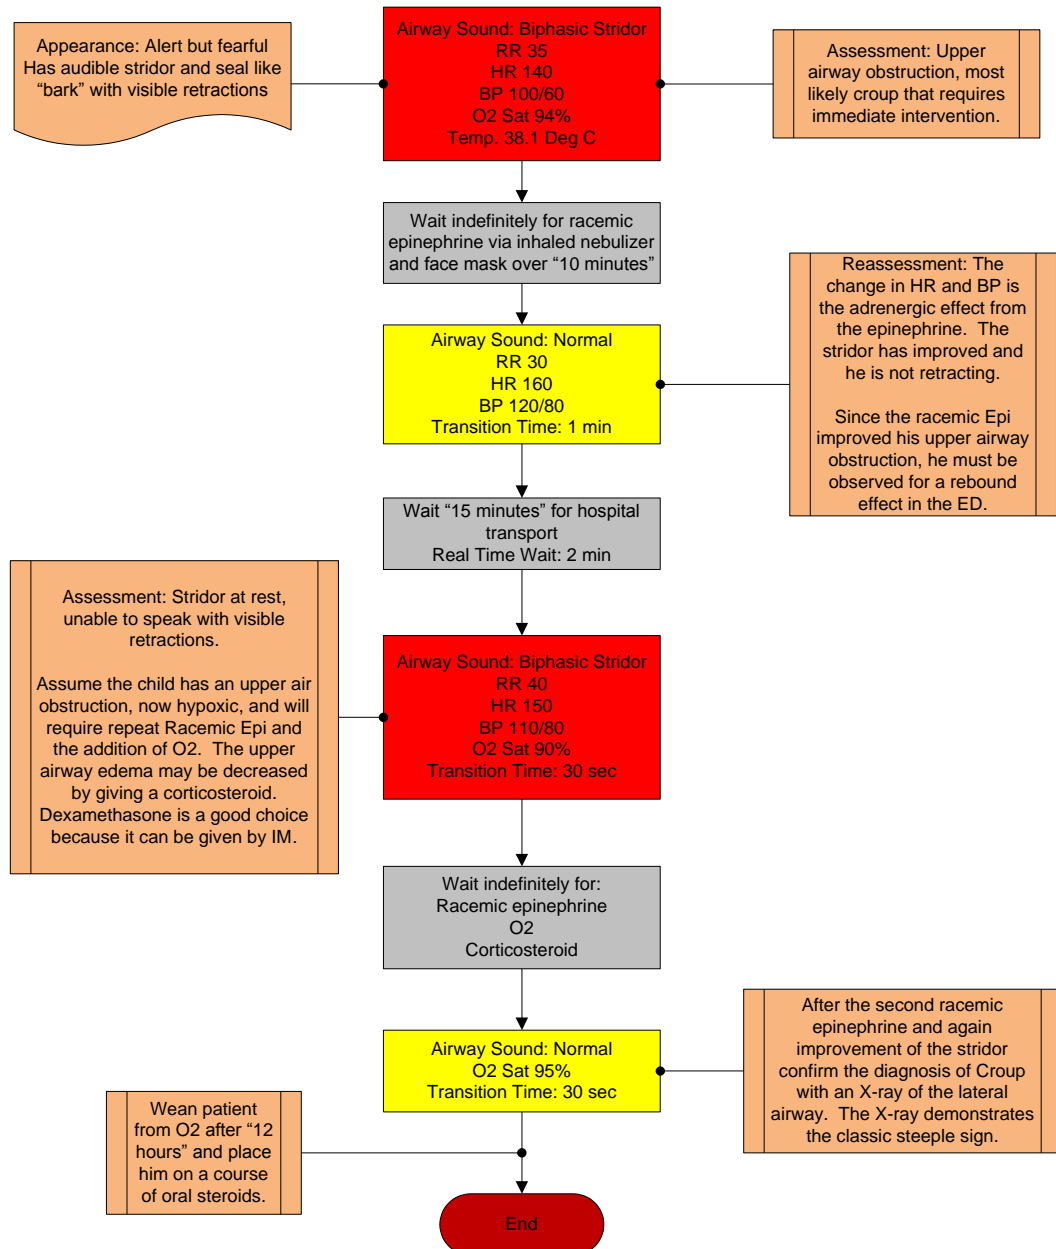 Appearance: Alert but fearful
Has audible stridor and seal like
“bark” with visible retractions
Airway Sound: Biphasic Stridor
RR 35
HR 140
BP 100/60
O2 Sat 94%
Temp. 38.1 Deg C
Assessment: Upper
airway obstruction, most
likely croup that requires
immediate intervention.
Wait indefinitely for racemic
epinephrine via inhaled nebulizer
and face mask over “10 minutes”
Airway Sound: Normal
RR 30
HR 160
BP 120/80
Transition Time: 1 min
Reassessment: The
change in HR and BP is
the adrenergic effect from
the epinephrine. The
stridor has improved and
he is not retracting.
Since the racemic Epi
improved his upper airway
obstruction, he must be
observed for a rebound
effect in the ED.
Wait “15 minutes” for hospital
transport
Real Time Wait: 2 min
Assessment: Stridor at rest,
unable to speak with visible
retractions.
Assume the child has an upper air
obstruction, now hypoxic, and will
require repeat Racemic Epi and
the addition of O2. The upper
airway edema may be decreased
by giving a corticosteroid.
Dexamethasone is a good choice
because it can be given by IM.
Airway Sound: Biphasic Stridor
RR 40
HR 150
BP 110/80
O2 Sat 90%
Transition Time: 30 sec
Wait indefinitely for:
Racemic epinephrine
O2
Corticosteroid
Airway Sound: Normal
O2 Sat 95%
Transition Time: 30 sec
After the second racemic
epinephrine and again
improvement of the stridor
confirm the diagnosis of Croup
with an X-ray of the lateral
airway. The X-ray demonstrates
the classic steeple sign.
Wean patient
from O2 after “12
hours” and place
him on a course
of oral steroids.
End